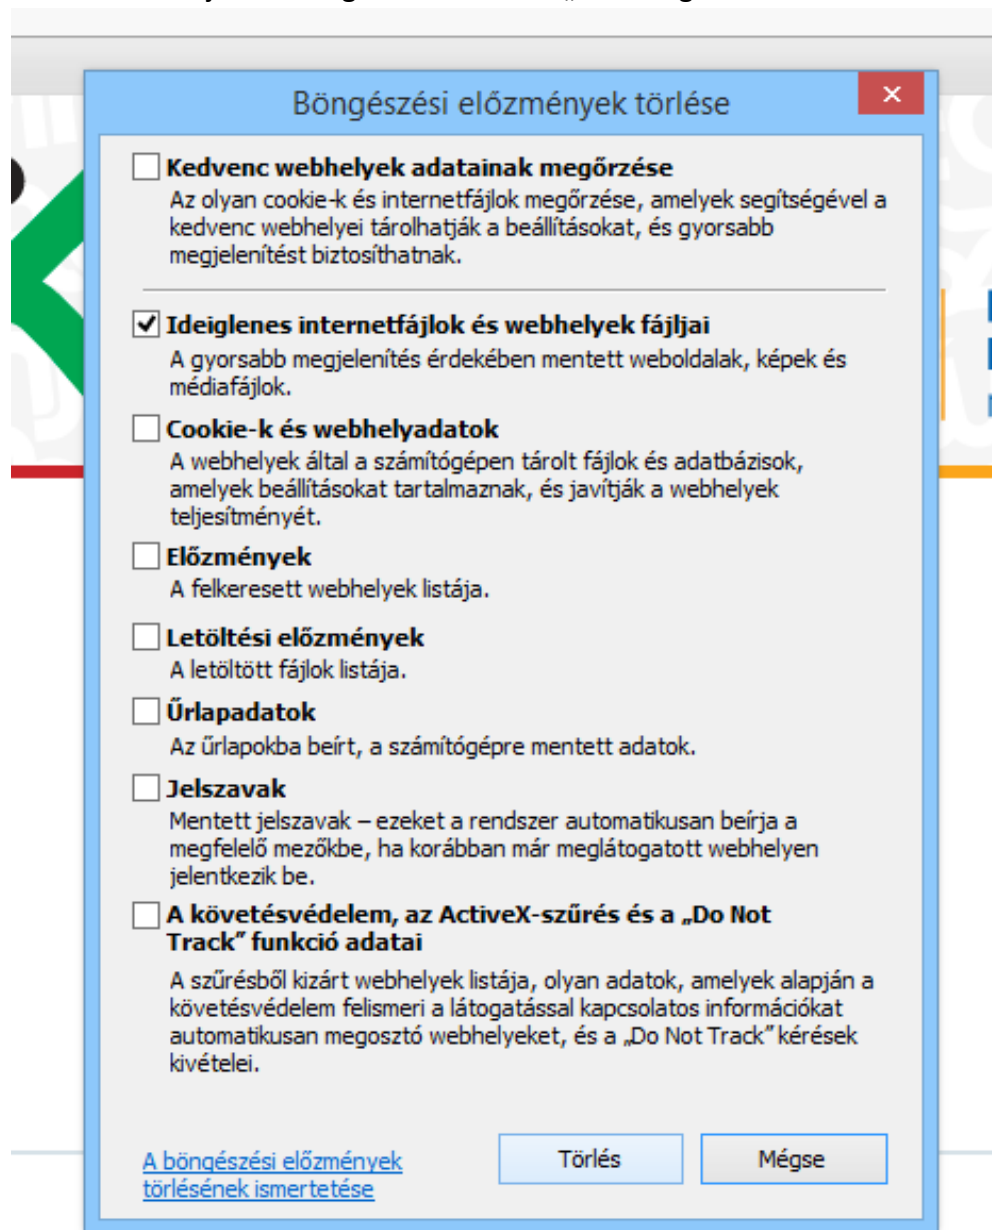 Böngészési előzmények törlése
Kedvenc webhelyek adatainak megőrzése
Az olyan cookie-k és internetfájlok megőrzése, amelyek segítségével a
kedvenc webhelyei tárolhatják a beállításokat, és gyorsabb
megjelenítést biztosíthatnak.
Ideiglenes internetfájlok és webhelyek fájljai
A gyorsabb megjelenítés érdekében mentett weboldalak, képek és
médiafájlok.
Cookie-k és webhelyadatok
A webhelyek által a számítógépen tárolt fájlok és adatbázisok,
amelyek beállításokat tartalmaznak, és javítják a webhelyek
teljesítményét.
Előzmények
A felkeresett webhelyek listája.
Letöltési előzmények
A letöltött fájlok listája.
Űrlapadatok
Az űrlapokba beírt, a számítógépre mentett adatok.
Jelszavak
Mentett jelszavak – ezeket a rendszer automatikusan beírja a
megfelelő mezőkbe, ha korábban már meglátogatott webhelyen
jelentkezik be.
A követésvédelem, az ActiveX-szűrés és a „Do Not
Track” funkció adatai
A szűrésből kizárt webhelyek listája, olyan adatok, amelyek alapján a
követésvédelem felismeri a látogatással kapcsolatos információkat
automatikusan megosztó webhelyeket, és a „Do Not Track” kérések
kivételei.
A böngészési előzmények
törlésének ismertetése
Törlés
Mégse